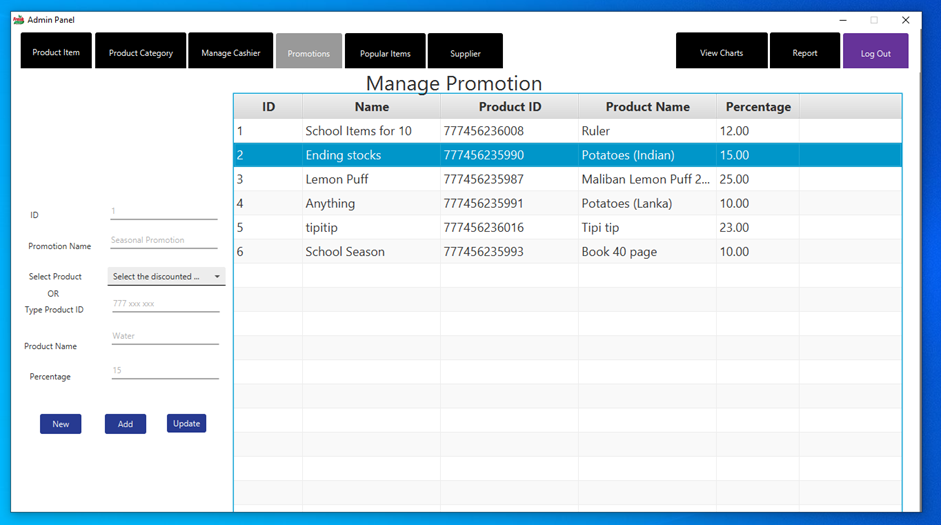 Admin Panel
Product Item Product Category Manage Cashier Promotions Popular Items Supplier View Charts Report Log Out
Manage Promotion
ID Name Product ID Product Name Percentage
1 School Items for 10 777456236008 Ruler 12.00
2 Ending stocks 777456235990 Potatoes (Indian) 15.00
3 Lemon Puff 777456235987 Maliban Lemon Puff 2... 25.00
4 Anything 777456235991 Potatoes (Lanka) 10.00
5 tipitip 777456236016 Tipi tip 23.00
6 School Season 777456235993 Book 40 page 10.00
ID 1
Promotion Name Seasonal Promotion
Select Product Select the discounted ...
OR
Type Product ID 777 xxx xxx
Product Name Water
Percentage 15
New Add Update